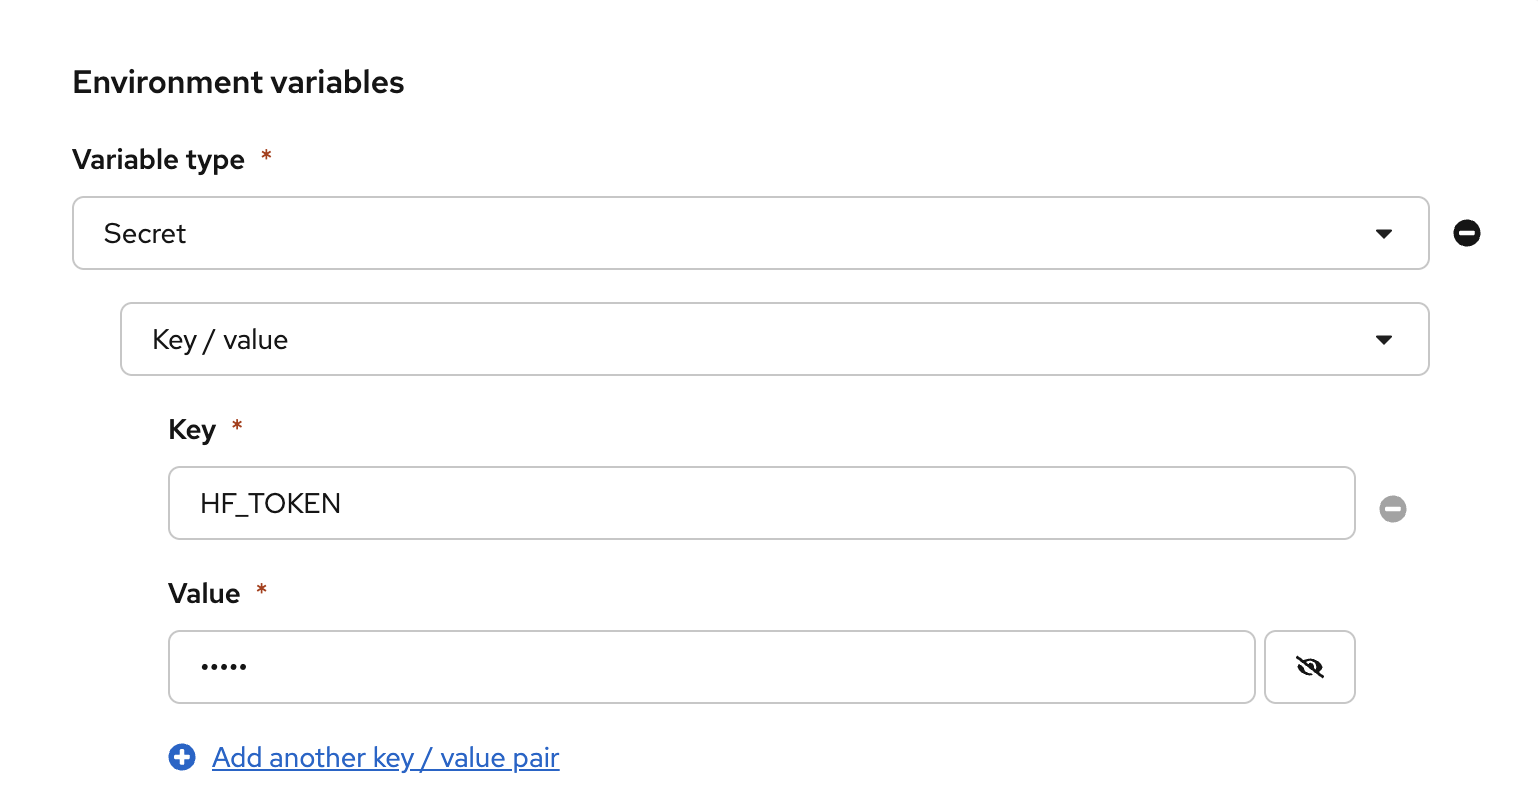 Environment variables
Variable type *
Secret
Key / value
Key *
HF_TOKEN
Value *
•••••
Add another key / value pair